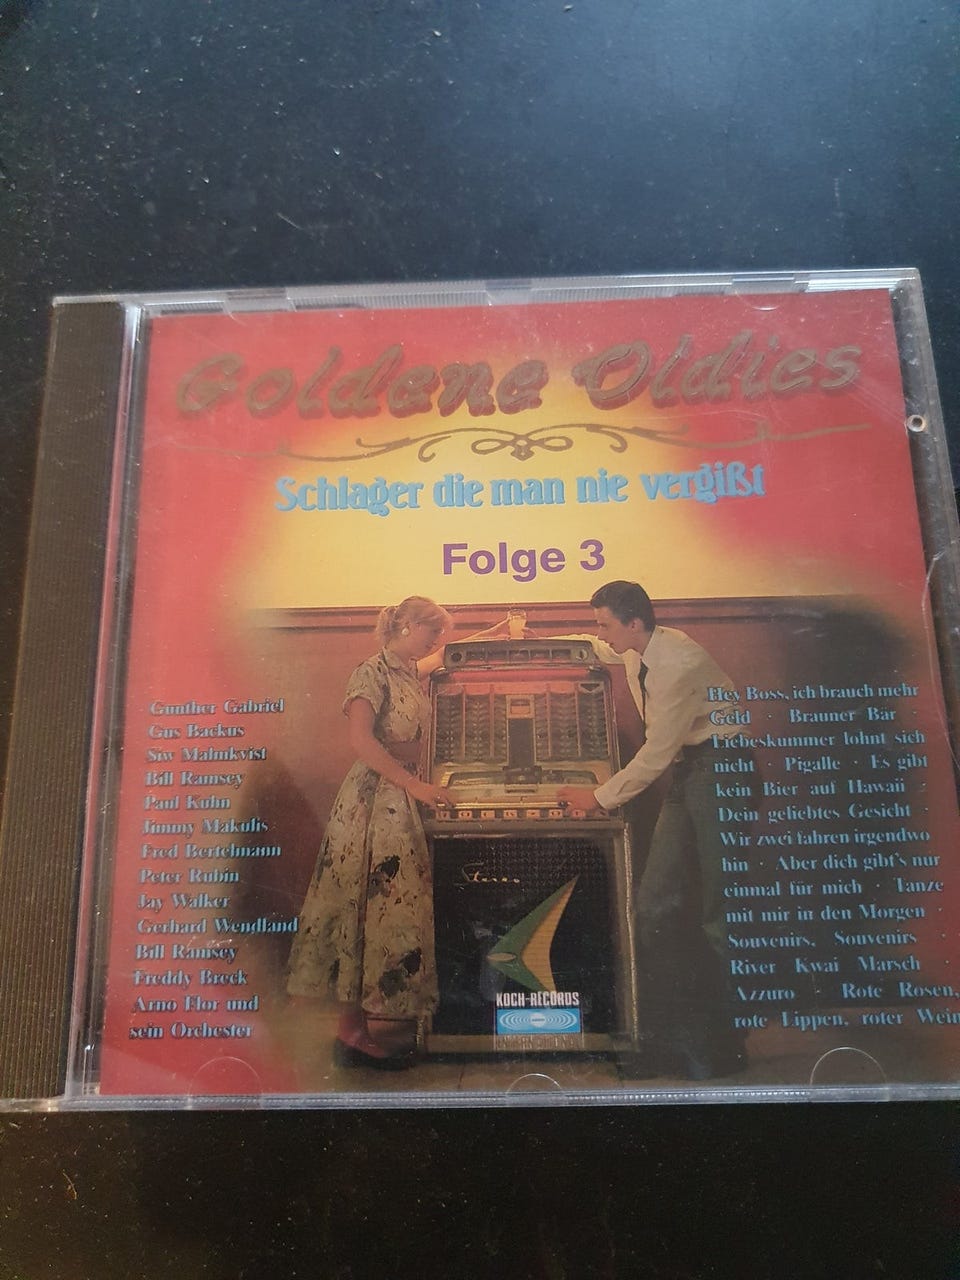 Goldene Oldies
Schlager die man nie vergißt
Folge 3
Gunther Gabriel
Gus Backus
Siw Malmkvist
Bill Ramsey
Paul Kuhn
Jimmy Makulis
Fred Bertelmann
Peter Rubin
Jay Walker
Gerhard Wendland
Bill Ramsey
Freddy Breck
Arno Flor und
sein Orchester
Hey Boss, ich brauch mehr
Geld · Brauner Bär ·
Liebeskummer lohnt sich
nicht · Pigalle · Es gibt
kein Bier auf Hawaii ·
Dein geliebtes Gesicht ·
Wir zwei fahren irgendwo
hin · Aber dich gibt's nur
einmal für mich · Tanze
mit mir in den Morgen ·
Souvenirs, Souvenirs ·
River Kwai Marsch ·
Azzuro · Rote Rosen,
rote Lippen, roter Wein
Stereo
KOCH-RECORDS